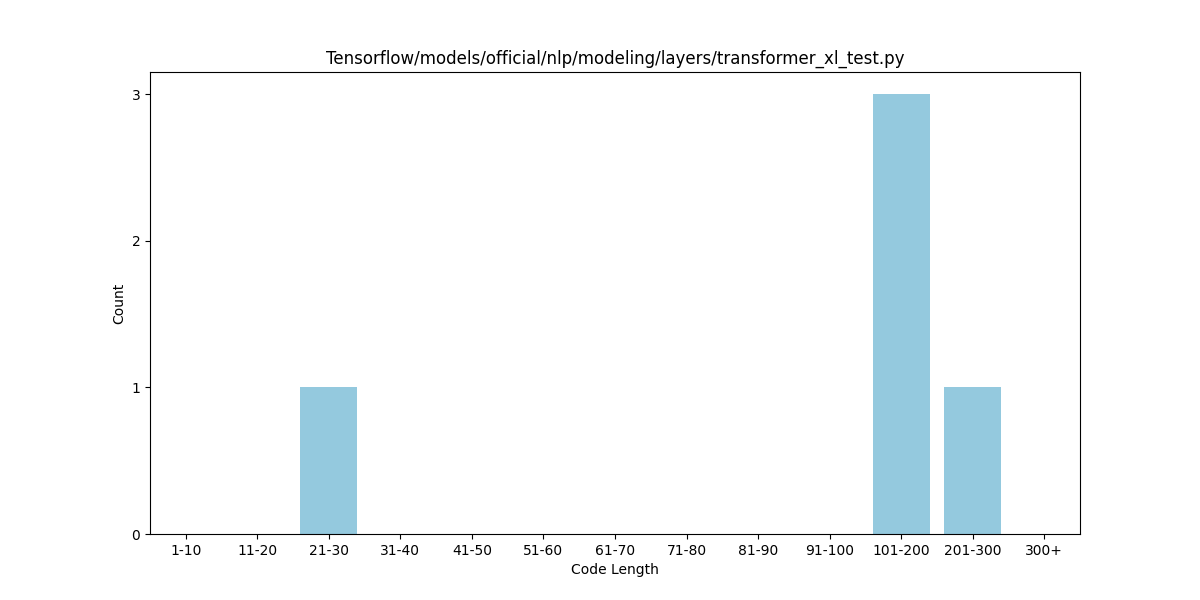 Tensorflow/models/official/nlp/modeling/layers/transformer_xl_test.py
3
2
1
0
Count
1-10 11-20 21-30 31-40 41-50 51-60 61-70 71-80 81-90 91-100 101-200 201-300 300+
Code Length